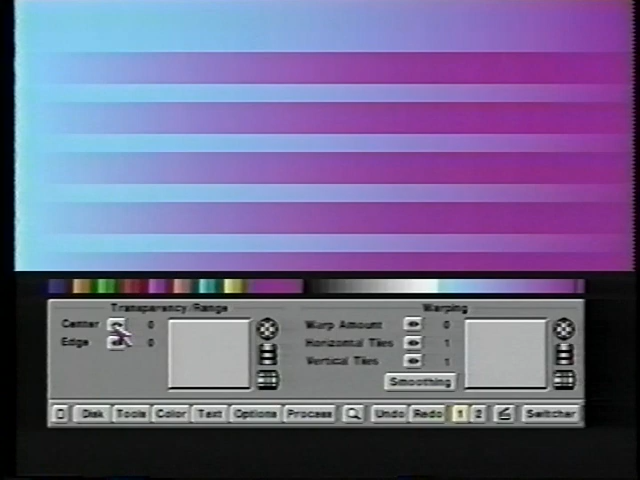 Transparency/Range
Warping
Center 0
Warp Amount 0
Edge 0
Horizontal Tiles 1
Vertical Tiles 1
Smoothing
Disk Tools Color Text Options Process Undo Redo 1 2 Switcher